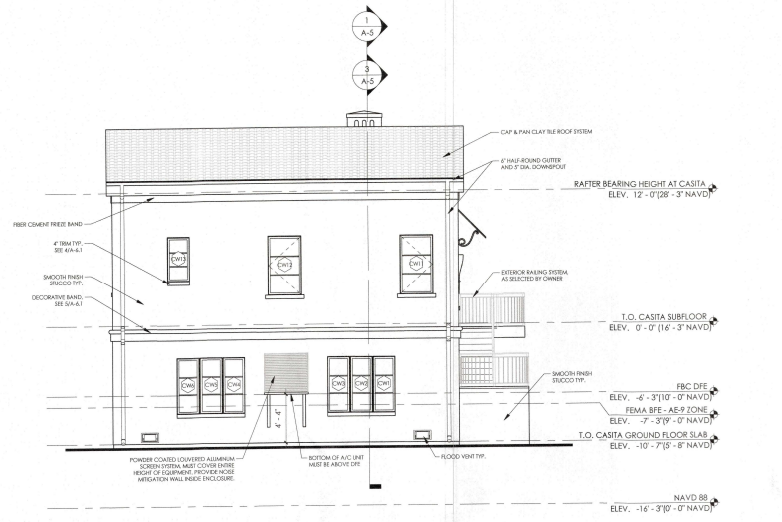 1
A-5
3
A-5
CAP & PAN CLAY TILE ROOF SYSTEM
6" HALF-ROUND GUTTER
AND 5" DIA. DOWNSPOUT
RAFTER BEARING HEIGHT AT CASITA
ELEV. 12' - 0"(28' - 3" NAVD)
FIBER CEMENT FRIEZE BAND
4" TRIM TYP.
SEE 4/A-6.1
CW13
CW12
CW11
SMOOTH FINISH
STUCCO TYP.
EXTERIOR RAILING SYSTEM,
AS SELECTED BY OWNER
DECORATIVE BAND,
SEE 5/A-6.1
T.O. CASITA SUBFLOOR
ELEV. 0' - 0" (16' - 3" NAVD)
SMOOTH FINISH
STUCCO TYP.
CW6
CW5
CW4
CW3
CW2
CW1
FBC DFE
ELEV. -6' - 3"(10' - 0" NAVD)
FEMA BFE - AE-9 ZONE
ELEV. -7' - 3"(9' - 0" NAVD)
4' - 4"
T.O. CASITA GROUND FLOOR SLAB
ELEV. -10' - 7"(5' - 8" NAVD)
POWDER COATED LOUVERED ALUMINUM
SCREEN SYSTEM, MUST COVER ENTIRE
HEIGHT OF EQUIPMENT. PROVIDE NOISE
MITIGATION WALL INSIDE ENCLOSURE.
BOTTOM OF A/C UNIT
MUST BE ABOVE DFE
FLOOD VENT TYP.
NAVD 88
ELEV. -16' - 3"(0' - 0" NAVD)